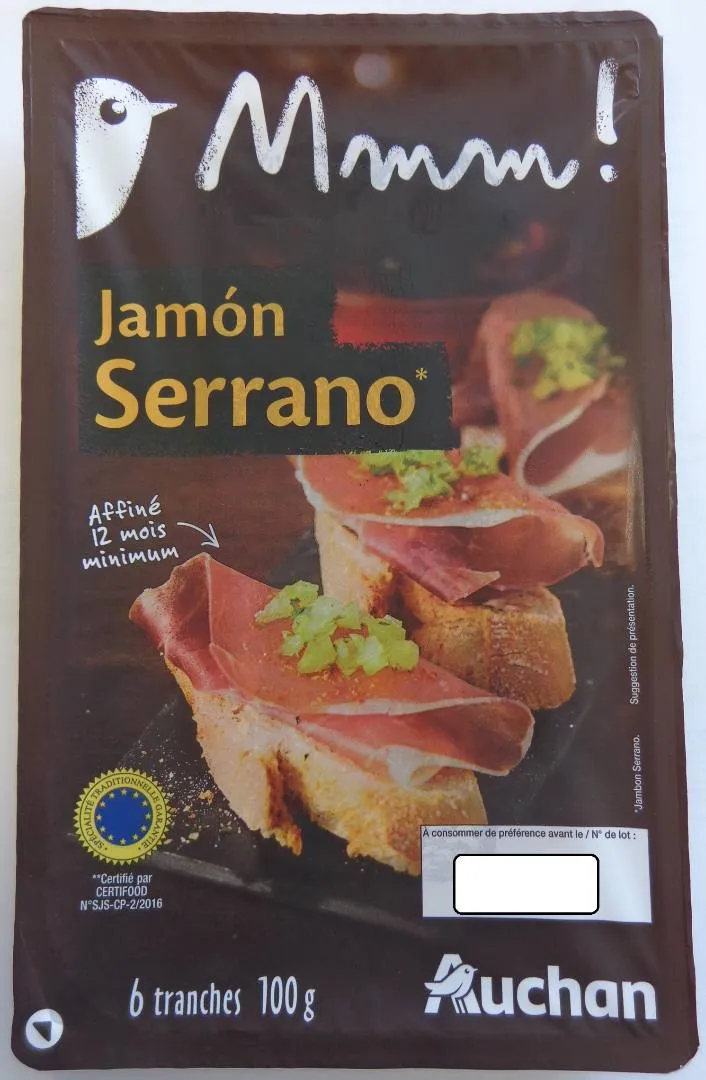 Mmmm!
Jamón
Serrano*
Affiné
12 mois
minimum
Suggestion de présentation.
*Jambon Serrano.
SPÉCIALITÉ TRADITIONNELLE GARANTIE
**Certifié par
CERTIFOOD
N°SJS-CP-2/2016
À consommer de préférence avant le / N° de lot :
6 tranches 100 g
Auchan